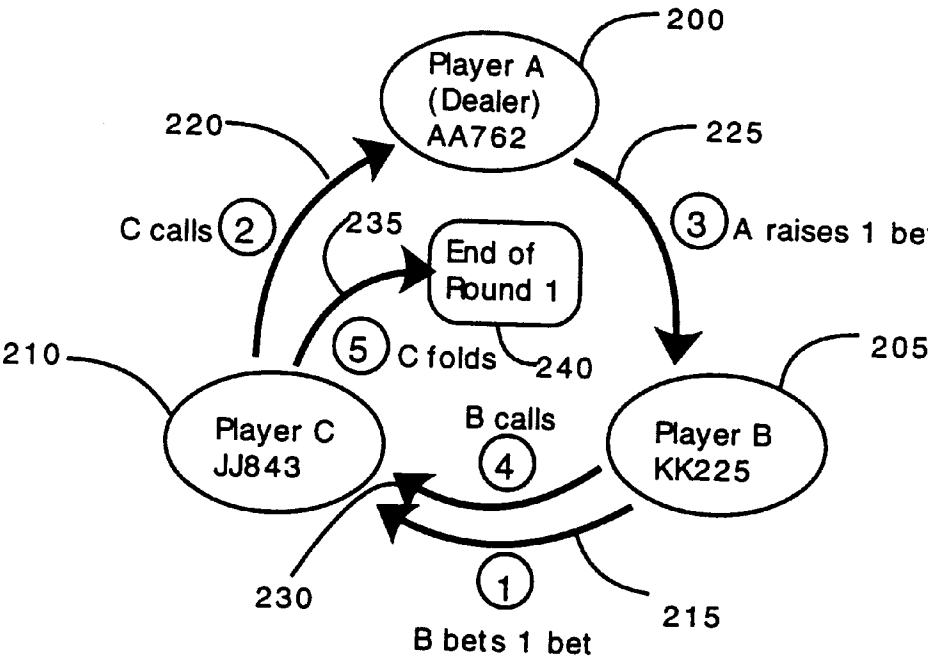 200
Player A
(Dealer)
AA762
220
225
C calls 2
235
3 A raises 1 bet
End of
Round 1
5 C folds
240
210
205
Player C
JJ843
B calls
4
Player B
KK225
230
1
215
B bets 1 bet